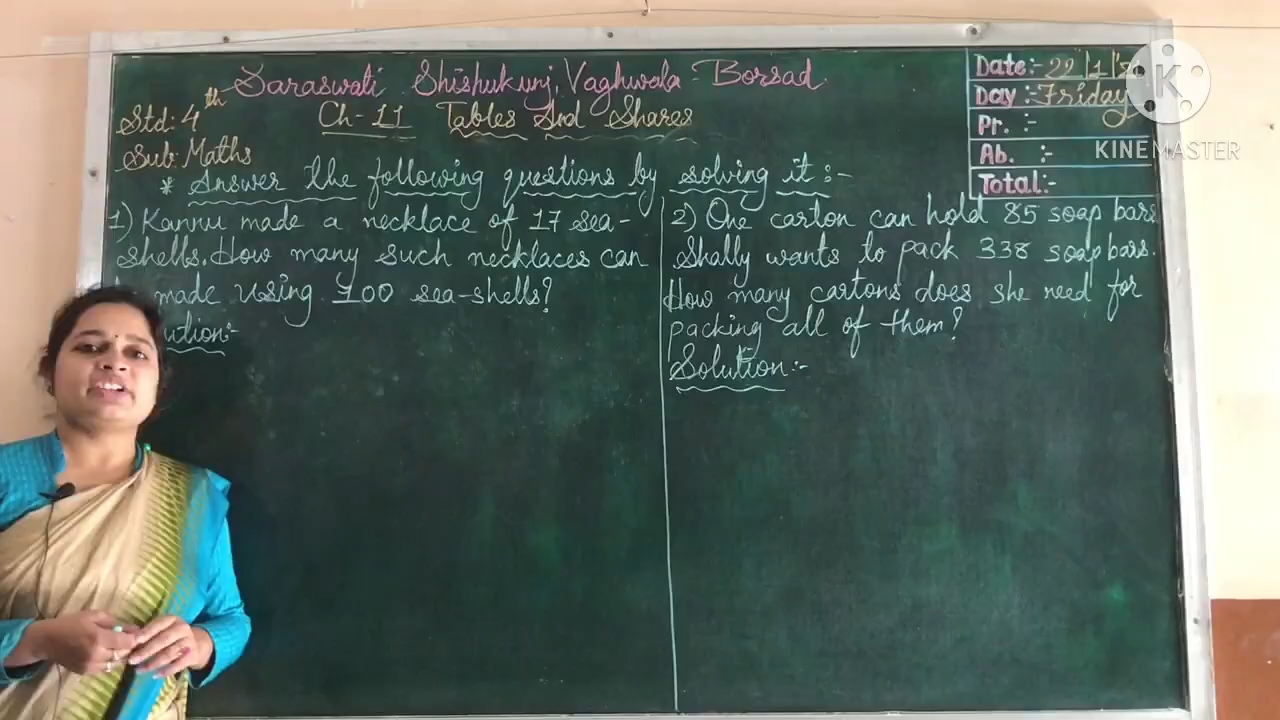 Saraswati Shishukunj, Vaghwala - Borsad.
Std: 4th
Ch- 11 Tables And Shares
Sub: Maths
Date:- 22/1/
Day :- Friday
Pr. :-
Ab. :-
Total:-
K
KINEMASTER
* Answer the following questions by solving it :-
1) Kannu made a necklace of 17 sea-
shells. How many such necklaces can
made using 100 sea-shells?
ution:-
2) One carton can hold 85 soap bars
Shally wants to pack 338 soap bars.
How many cartons does she need for
packing all of them?
Solution:-